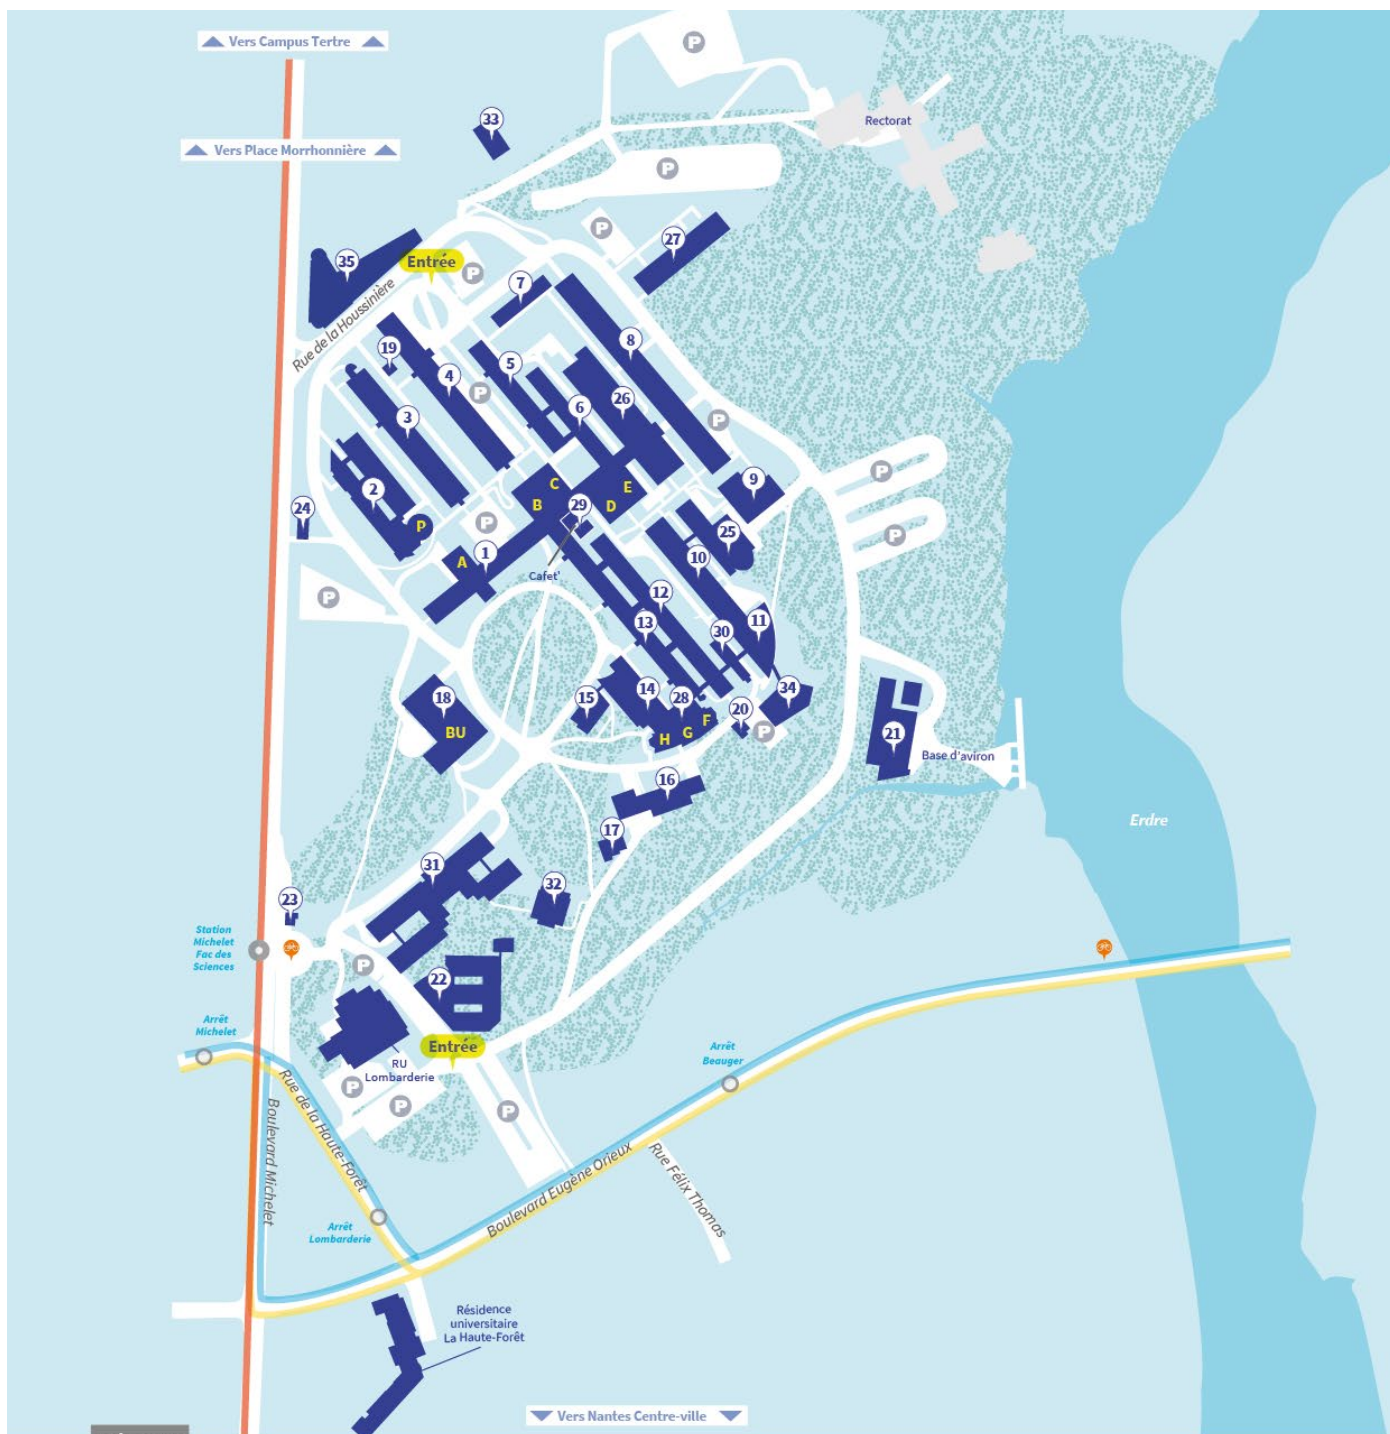 Vers Campus Tertre
Vers Place Morrhonnière
P
33
Rectorat
P
P
27
35
Entrée
P
7
Rue de la Houssinière
19
4
5
8
P
26
6
3
P
P
2
C
E
9
B
D
29
24
P
P
25
P
A
1
10
Cafet'
P
12
13
30
11
18
15
14
28
34
BU
F
20
P
H
G
21
Base d'aviron
16
17
Erdre
31
32
23
Station
Michelet
Fac des
Sciences
P
22
Arrêt
Michelet
Entrée
RU
Lombarderie
P
P
P
Arrêt
Beauger
Rue de la Haute-Forêt
Boulevard Michelet
Boulevard Eugène Orieux
Rue Félix Thomas
Arrêt
Lombarderie
Résidence
universitaire
La Haute-Forêt
Vers Nantes Centre-ville